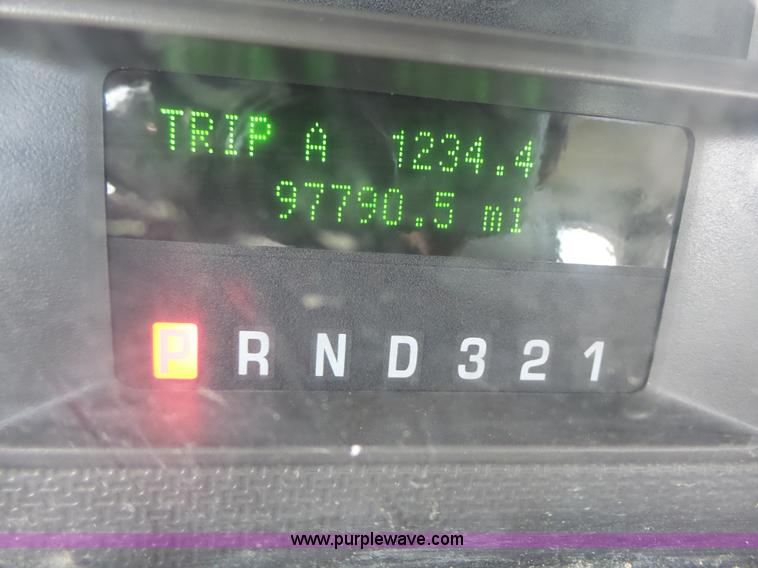 TRIP A 1234.4
97790.5 mi
P R N D 3 2 1
www.purplewave.com